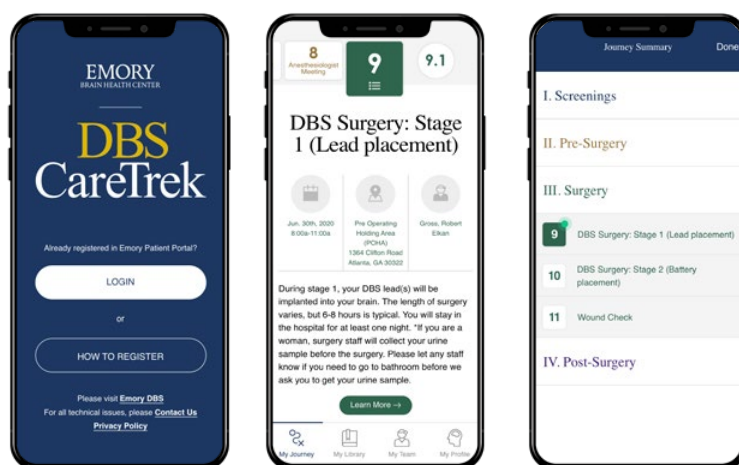 EMORY
BRAIN HEALTH CENTER
DBS
CareTrek
Already registered in Emory Patient Portal?
LOGIN
or
HOW TO REGISTER
Please visit Emory DBS
For all technical issues, please Contact Us
Privacy Policy
8
Anesthesiologist
Meeting
9
9.1
DBS Surgery: Stage
1 (Lead placement)
Jun. 30th, 2020
8:00a-11:00a
Pre Operating
Holding Area
(POHA)
1364 Clifton Road
Atlanta, GA 30322
Gross, Robert
Elkan
During stage 1, your DBS lead(s) will be
implanted into your brain. The length of surgery
varies, but 6-8 hours is typical. You will stay in
the hospital for at least one night. *If you are a
woman, surgery staff will collect your urine
sample before the surgery. Please let any staff
know if you need to go to bathroom before we
ask you to get your urine sample.
Learn More →
My Journey
My Library
My Team
My Profile
Journey Summary
Done
I. Screenings
II. Pre-Surgery
III. Surgery
9 DBS Surgery: Stage 1 (Lead placement)
10 DBS Surgery: Stage 2 (Battery
placement)
11 Wound Check
IV. Post-Surgery